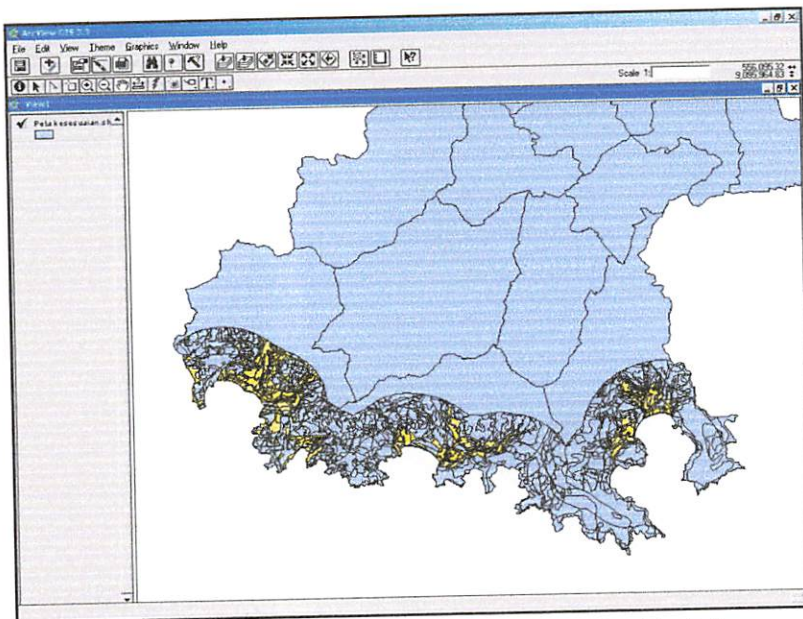 ArcView GIS 3.3
File Edit View Theme Graphics Window Help
Scale 1:
556,095.32
9,095,964.83
View1
Peta kesesuaian.sh